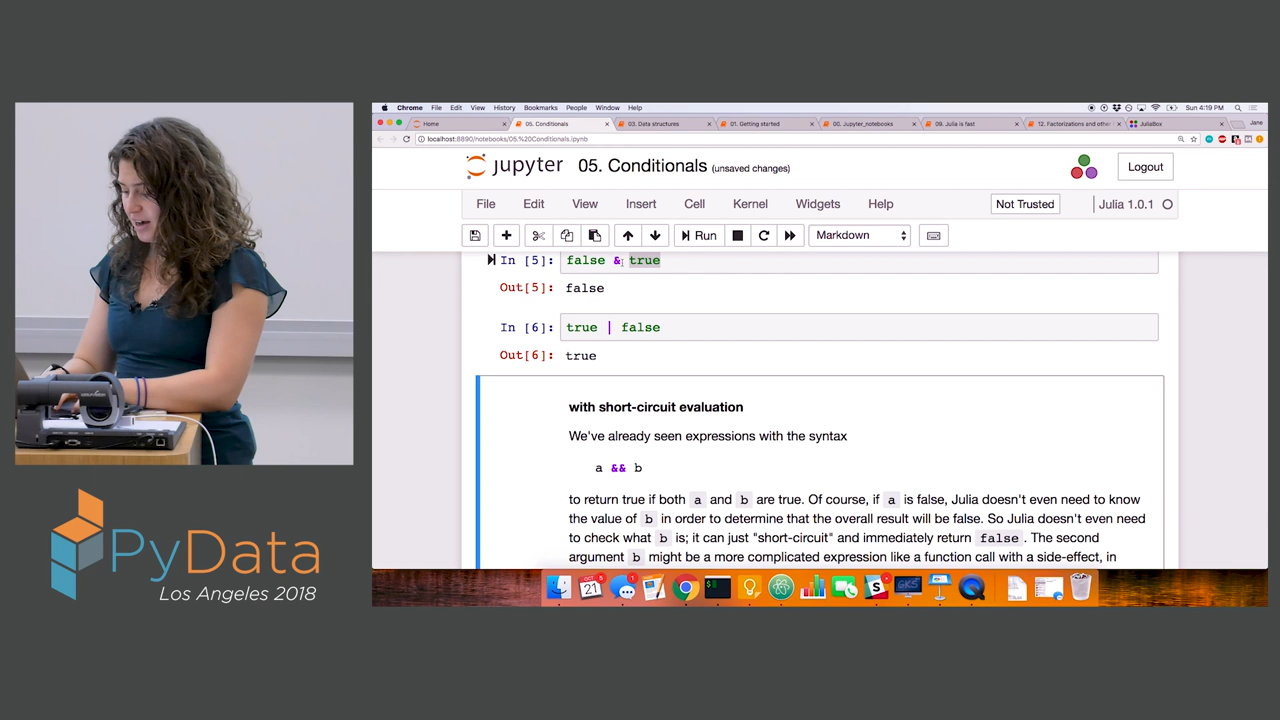 Chrome File Edit View History Bookmarks People Window Help Sun 4:19 PM
Home 05. Conditionals 03. Data structures 01. Getting started 00. Jupyter_notebooks 09. Julia is fast 12. Factorizations and other JuliaBox Jane
localhost:8890/notebooks/05.%20Conditionals.ipynb
jupyter 05. Conditionals (unsaved changes) Logout
File Edit View Insert Cell Kernel Widgets Help Not Trusted Julia 1.0.1
Run Markdown
In [5]: false & true
Out[5]: false
In [6]: true | false
Out[6]: true
with short-circuit evaluation
We've already seen expressions with the syntax
a && b
to return true if both a and b are true. Of course, if a is false, Julia doesn't even need to know
the value of b in order to determine that the overall result will be false. So Julia doesn't even need
to check what b is; it can just "short-circuit" and immediately return false . The second
argument b might be a more complicated expression like a function call with a side-effect, in
PyData
Los Angeles 2018